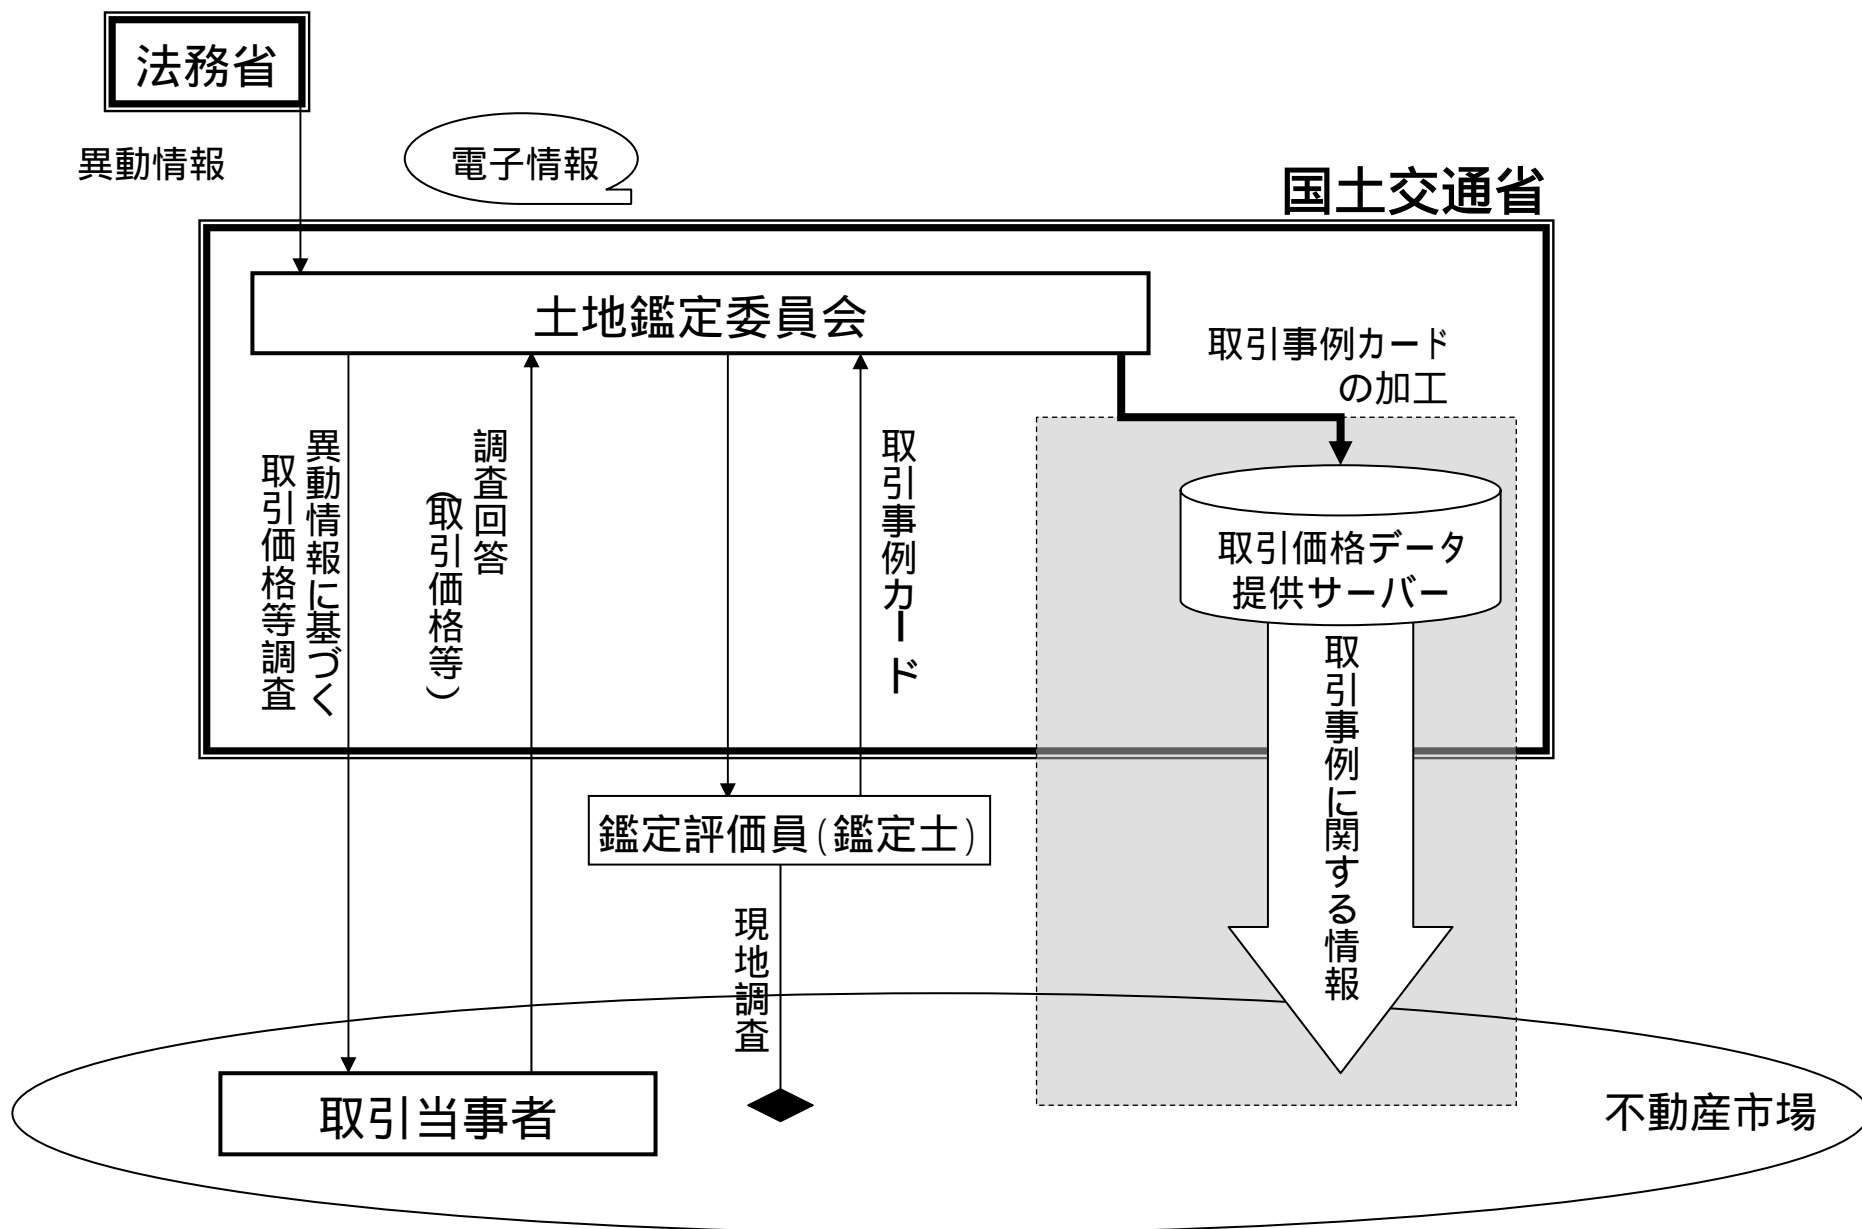 法務省
異動情報
電子情報
国土交通省
土地鑑定委員会
取引事例カード
の加工
異動情報に基づく
取引価格等調査
調査回答
(取引価格等)
取引事例カード
取引価格データ
提供サーバー
取引事例に関する情報
鑑定評価員(鑑定士)
現地調査
取引当事者
不動産市場